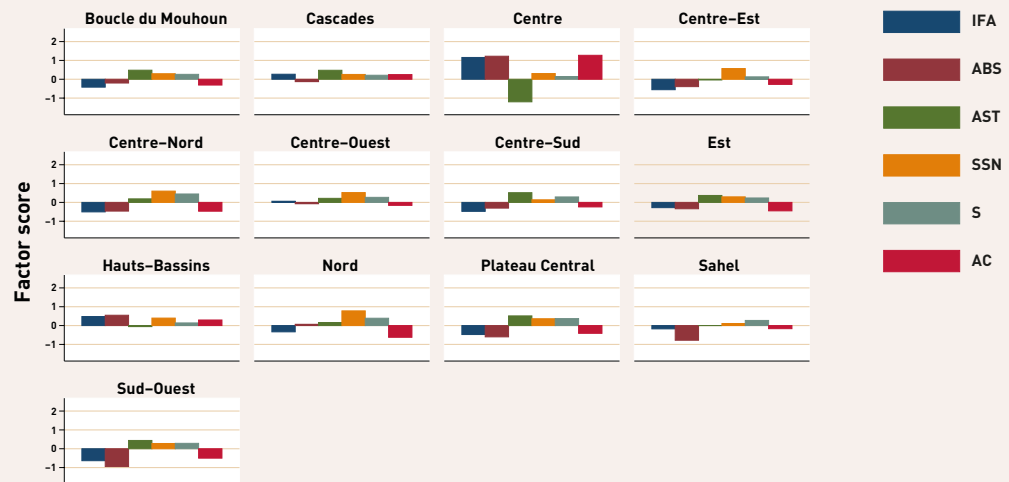 Boucle du Mouhoun
Cascades
Centre
Centre–Est
2
1
0
–1
Centre–Nord
Centre–Ouest
Centre–Sud
Est
2
1
0
–1
Hauts–Bassins
Nord
Plateau Central
Sahel
2
1
0
–1
Sud–Ouest
2
1
0
–1
Factor score
IFA
ABS
AST
SSN
S
AC